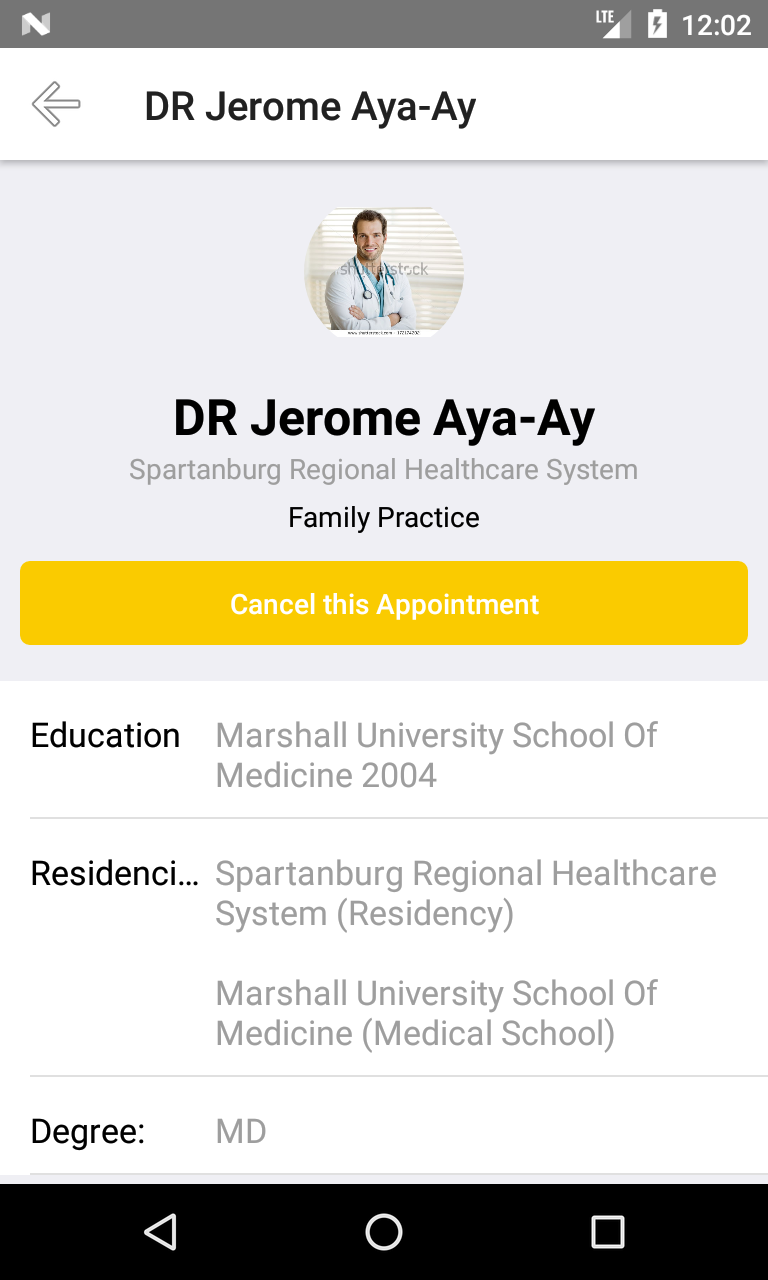 LTE
12:02
DR Jerome Aya-Ay
shutterstock
DR Jerome Aya-Ay
Spartanburg Regional Healthcare System
Family Practice
Cancel this Appointment
Education
Marshall University School Of
Medicine 2004
Residenci...
Spartanburg Regional Healthcare
System (Residency)
Marshall University School Of
Medicine (Medical School)
Degree:
MD